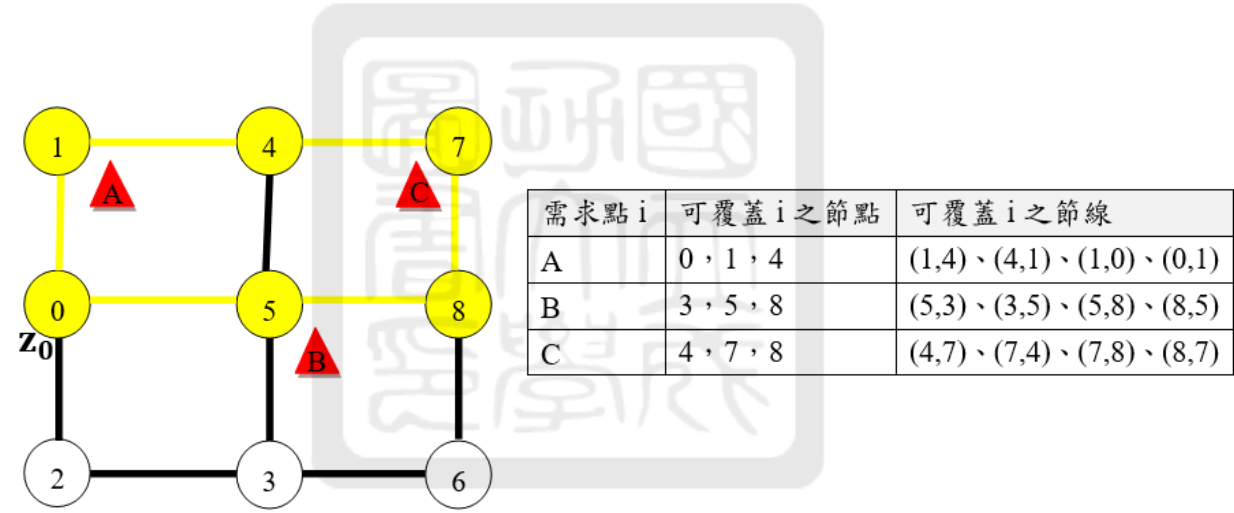 1 4 7
A C
0 5 8
z0
B
2 3 6
需求點 i 可覆蓋 i 之節點 可覆蓋 i 之節線
A 0，1，4 (1,4)、(4,1)、(1,0)、(0,1)
B 3，5，8 (5,3)、(3,5)、(5,8)、(8,5)
C 4，7，8 (4,7)、(7,4)、(7,8)、(8,7)